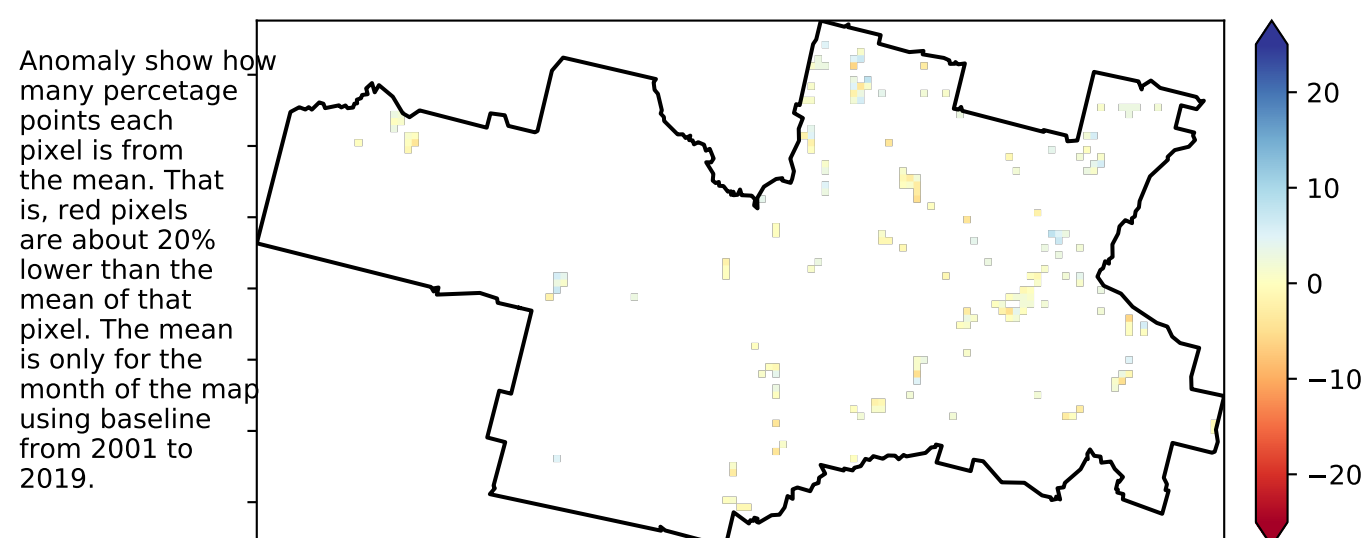 Anomaly show how
many percetage
points each
pixel is from
the mean. That
is, red pixels
are about 20%
lower than the
mean of that
pixel. The mean
is only for the
month of the map
using baseline
from 2001 to
2019.
20
10
0
−10
−20